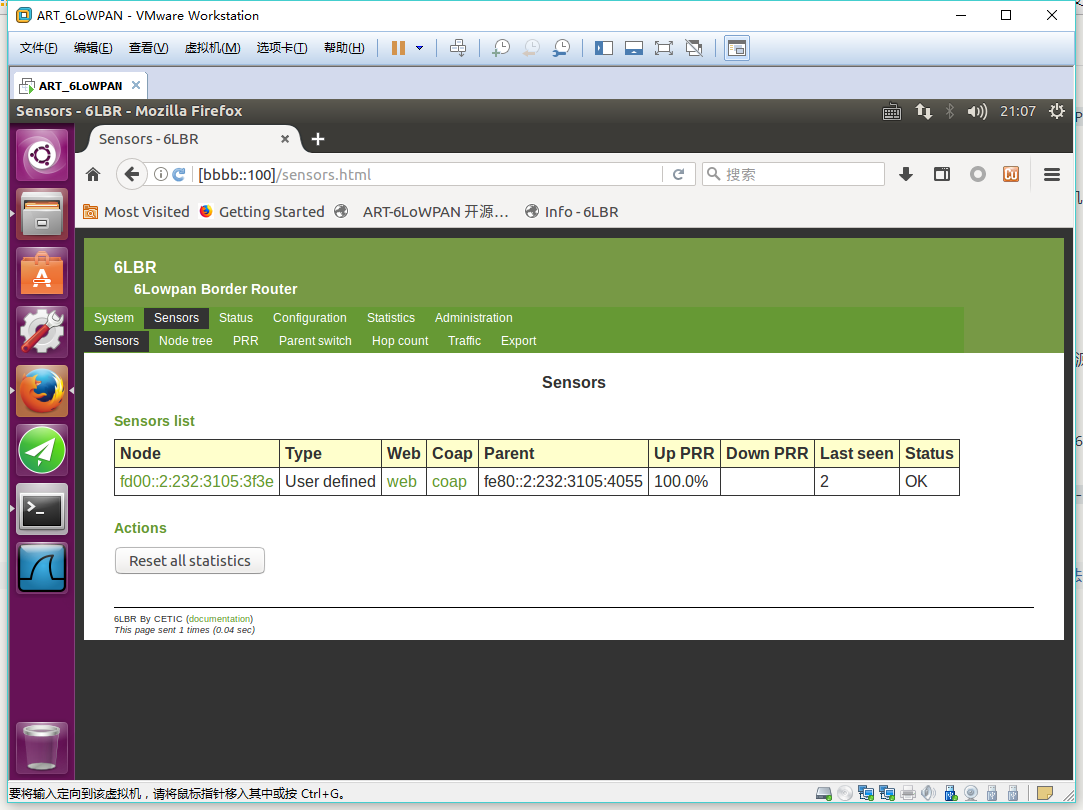 ART_6LoWPAN - VMware Workstation
文件(F) 编辑(E) 查看(V) 虚拟机(M) 选项卡(T) 帮助(H)
ART_6LoWPAN
Sensors - 6LBR - Mozilla Firefox 21:07
Sensors - 6LBR
[bbbb::100]/sensors.html 搜索
Most Visited Getting Started ART-6LoWPAN 开源… Info - 6LBR
6LBR
6Lowpan Border Router
System Sensors Status Configuration Statistics Administration
Sensors Node tree PRR Parent switch Hop count Traffic Export
Sensors
Sensors list
Node Type Web Coap Parent Up PRR Down PRR Last seen Status
fd00::2:232:3105:3f3e User defined web coap fe80::2:232:3105:4055 100.0% 2 OK
Actions
Reset all statistics
6LBR By CETIC (documentation)
This page sent 1 times (0.04 sec)
要将输入定向到该虚拟机，请将鼠标指针移入其中或按 Ctrl+G。